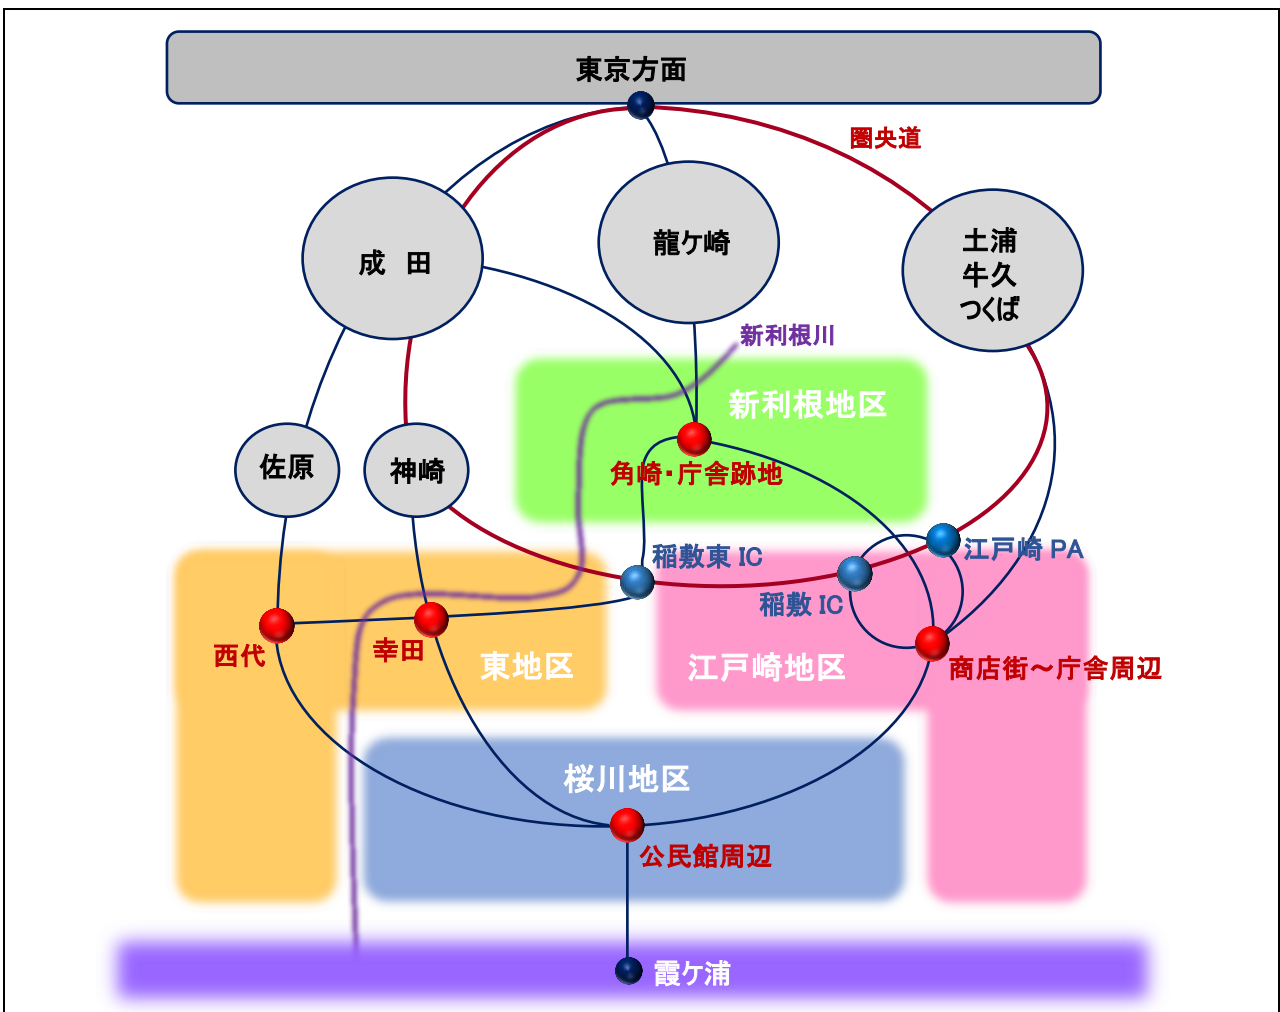 東京方面
圏央道
龍ケ崎
土浦
牛久
つくば
成 田
新利根川
新利根地区
佐原
神崎
角崎・庁舎跡地
稲敷東 IC
江戸崎 PA
稲敷 IC
西代
幸田
東地区
江戸崎地区
商店街～庁舎周辺
桜川地区
公民館周辺
霞ケ浦